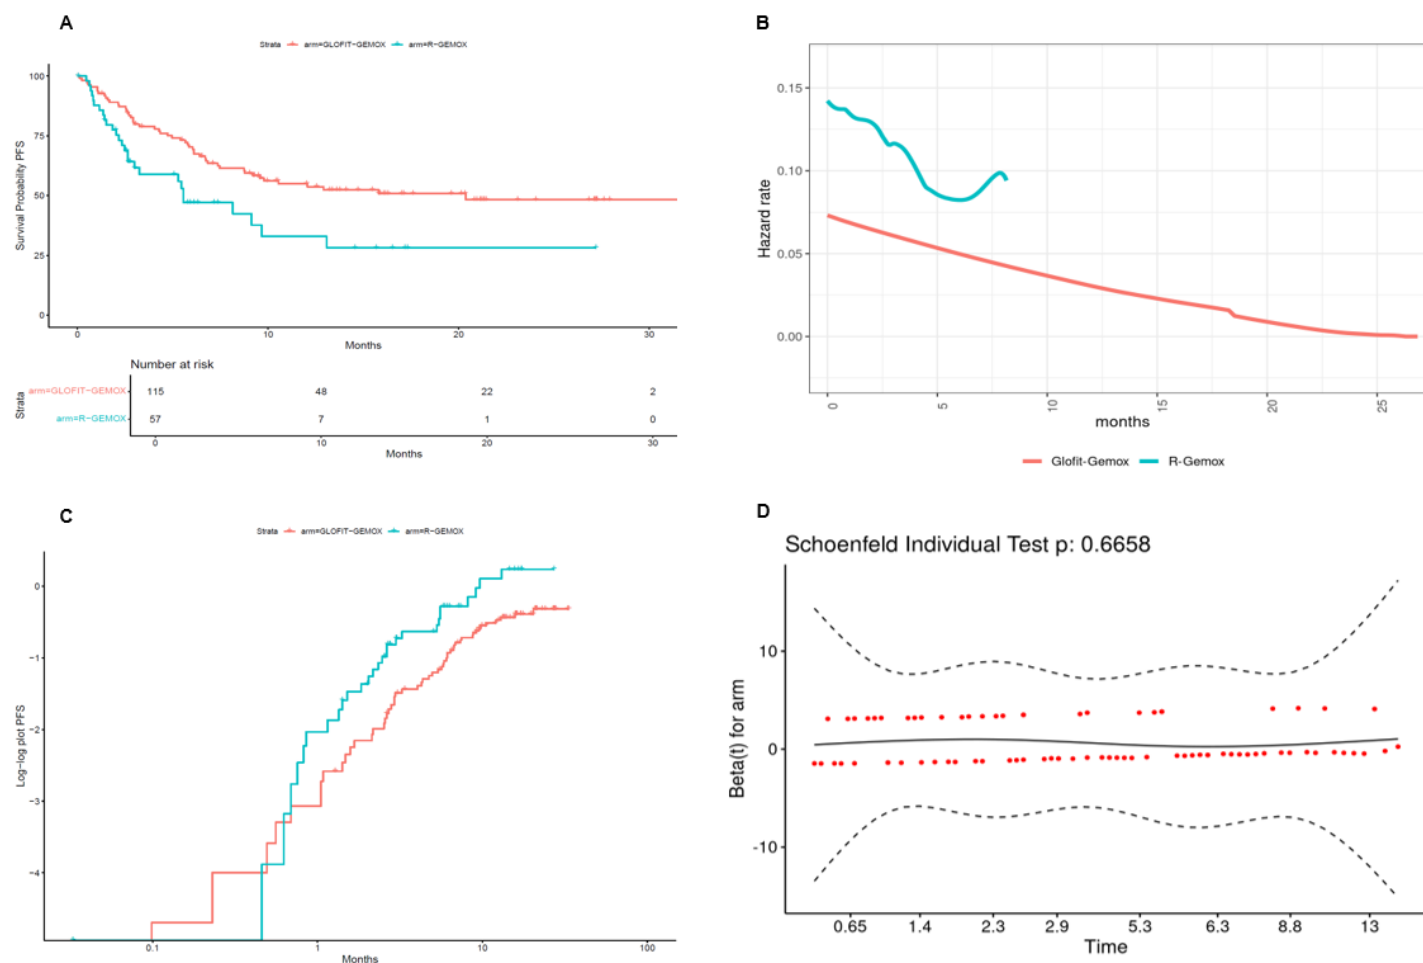 A
Strata arm=GLOFIT-GEMOX arm=R-GEMOX
Survival Probability PFS
100
75
50
25
0
0 10 20 30
Months
Number at risk
Strata
arm=GLOFIT-GEMOX 115 48 22 2
arm=R-GEMOX 57 7 1 0
0 10 20 30
Months
B
Hazard rate
0.15
0.10
0.05
0.00
0 5 10 15 20 25
months
Glofit-Gemox R-Gemox
C
Strata arm=GLOFIT-GEMOX arm=R-GEMOX
Log-log plot PFS
0
-1
-2
-3
-4
0.1 1 10 100
Months
D
Schoenfeld Individual Test p: 0.6658
Beta(t) for arm
10
0
-10
0.65 1.4 2.3 2.9 5.3 6.3 8.8 13
Time